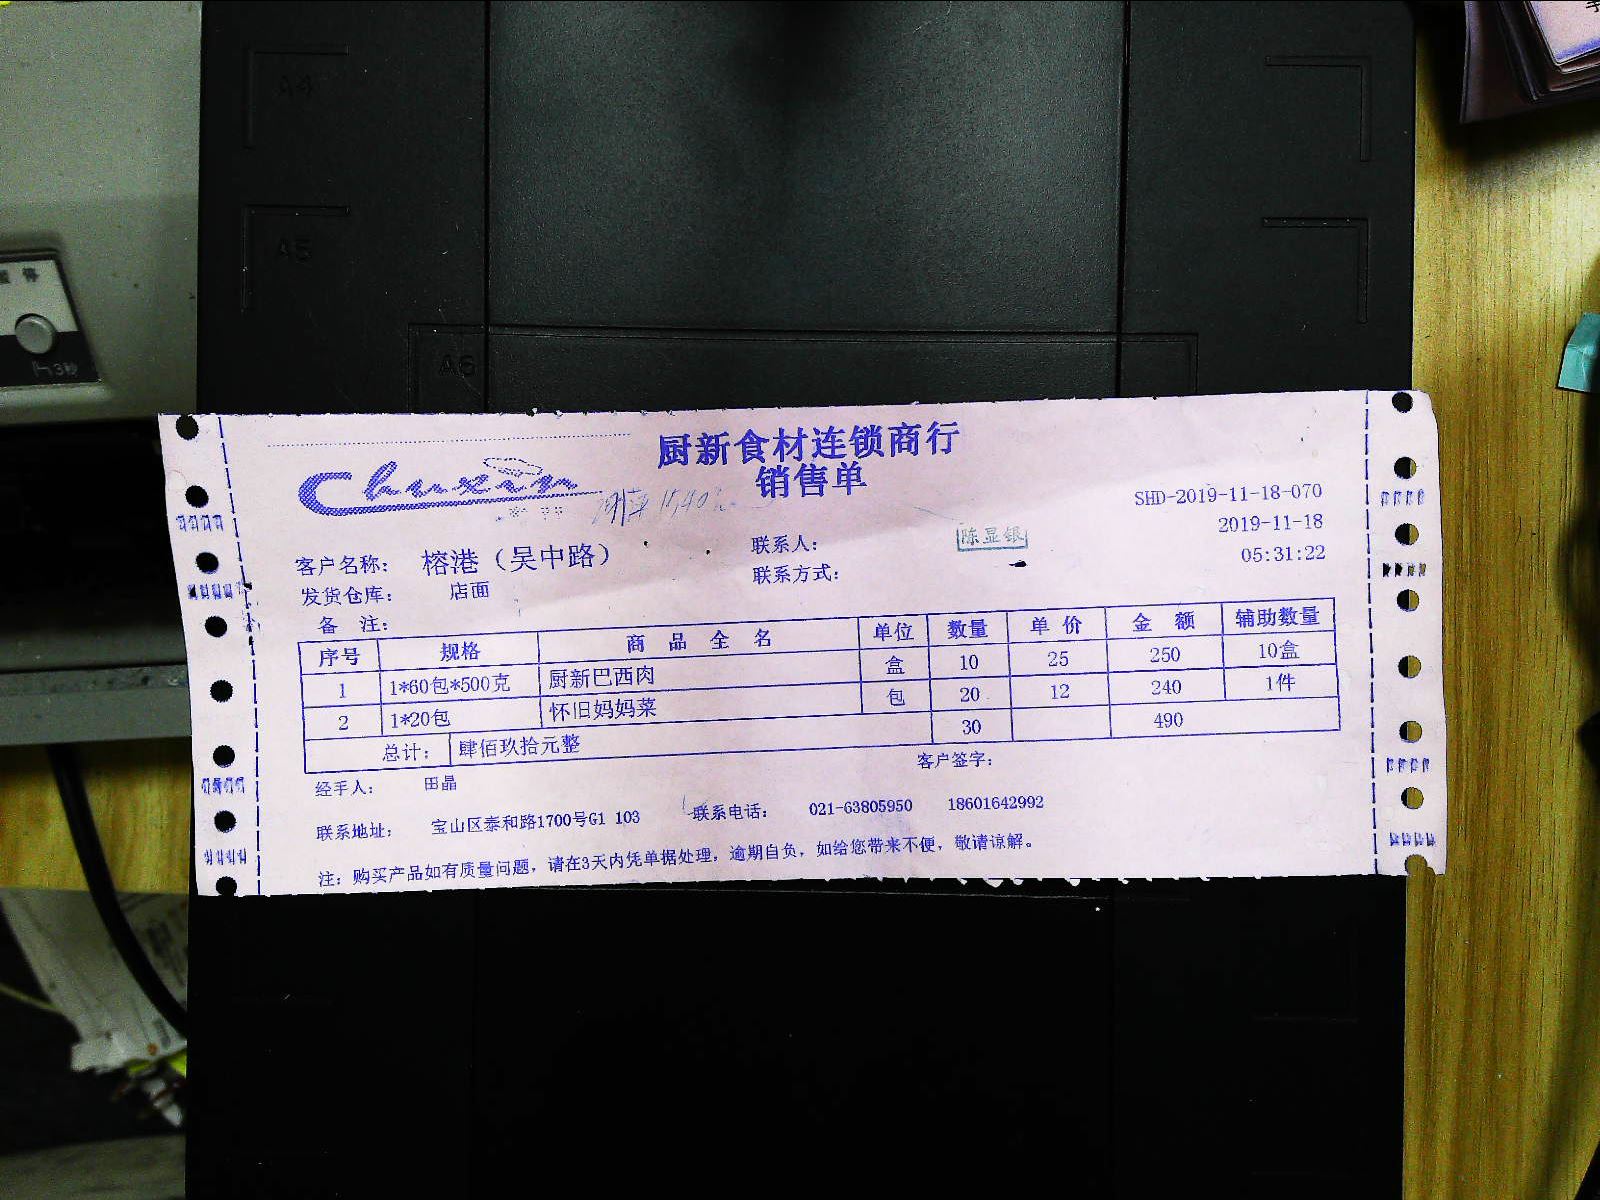 A4
A5
A6
3秒
厨新食材连锁商行
Chuxin
销售单
SHD-2019-11-18-070
2019-11-18
05:31:22
客户名称： 榕港（吴中路） 联系人： 陈显银
发货仓库： 店面 联系方式：
备 注：
序号 规格 商 品 全 名 单位 数量 单 价 金 额 辅助数量
1 1*60包*500克 厨新巴西肉 盒 10 25 250 10盒
2 1*20包 怀旧妈妈菜 包 20 12 240 1件
总计： 肆佰玖拾元整 30 490
经手人： 田晶 客户签字：
联系地址： 宝山区泰和路1700号G1 103 联系电话： 021-63805950 18601642992
注：购买产品如有质量问题，请在3天内凭单据处理，逾期自负，如给您带来不便，敬请谅解。